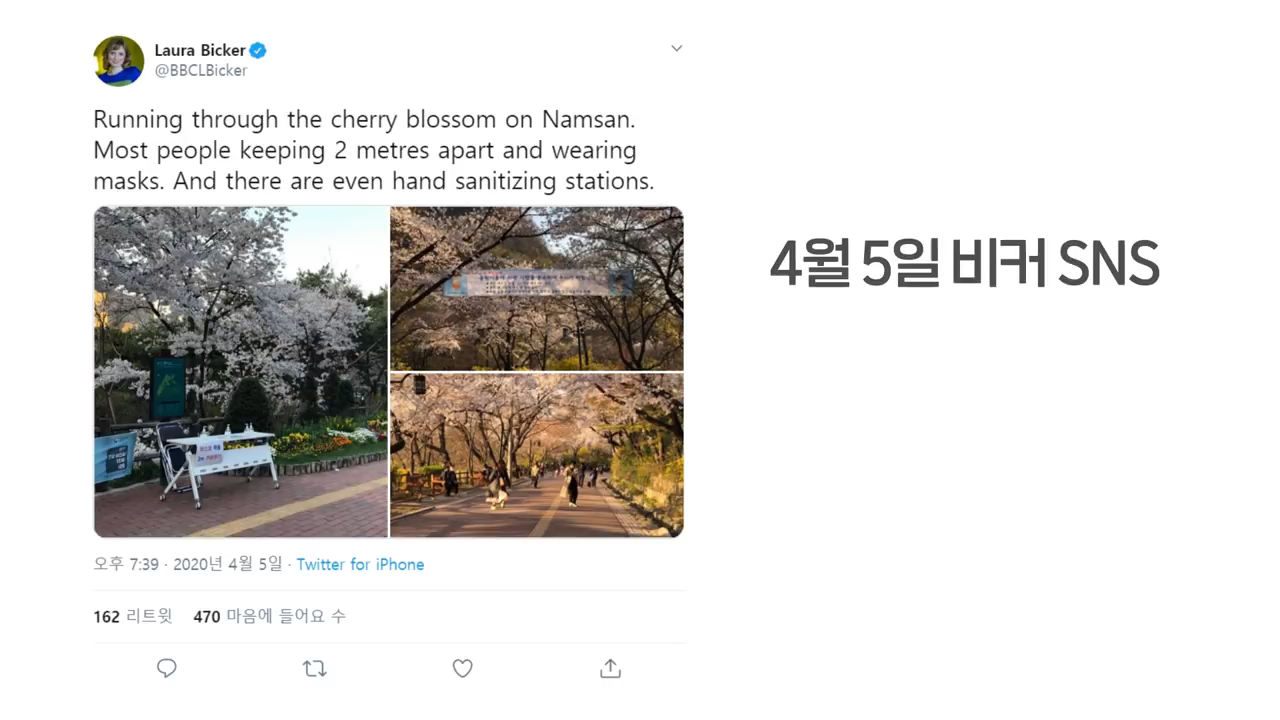 Laura Bicker
@BBCLBicker
Running through the cherry blossom on Namsan.
Most people keeping 2 metres apart and wearing
masks. And there are even hand sanitizing stations.
오후 7:39 · 2020년 4월 5일 · Twitter for iPhone
162 리트윗 470 마음에 들어요 수
4월 5일 비커 SNS